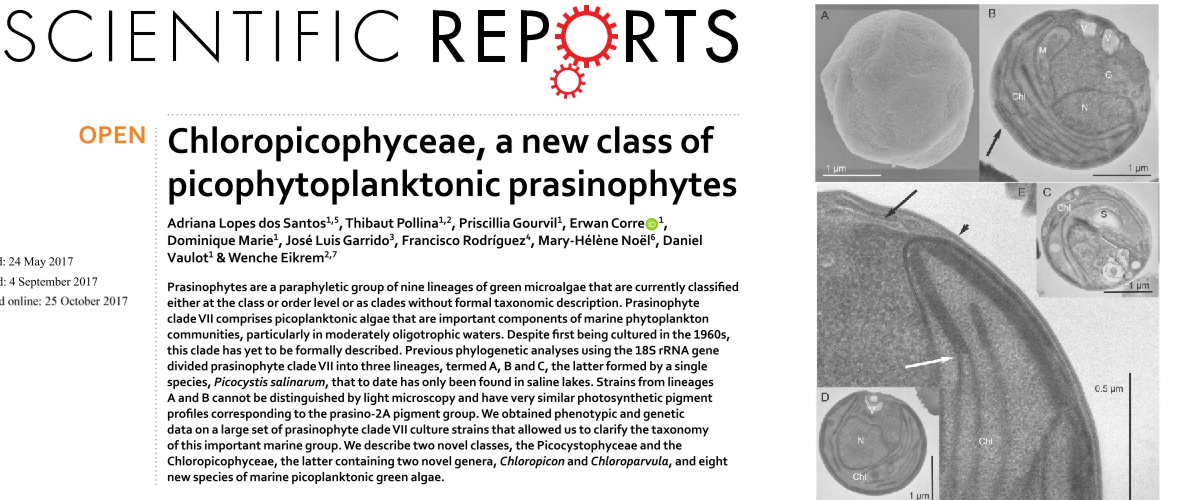 SCIENTIFIC REPORTS
OPEN
Chloropicophyceae, a new class of
picophytoplanktonic prasinophytes
Adriana Lopes dos Santos1,5, Thibaut Pollina1,2, Priscillia Gourvil1, Erwan Corre iD 1,
Dominique Marie1, José Luis Garrido3, Francisco Rodríguez4, Mary-Hélène Noël6, Daniel
Vaulot1 & Wenche Eikrem2,7
d: 24 May 2017
d: 4 September 2017
d online: 25 October 2017
Prasinophytes are a paraphyletic group of nine lineages of green microalgae that are currently classified
either at the class or order level or as clades without formal taxonomic description. Prasinophyte
clade VII comprises picoplanktonic algae that are important components of marine phytoplankton
communities, particularly in moderately oligotrophic waters. Despite first being cultured in the 1960s,
this clade has yet to be formally described. Previous phylogenetic analyses using the 18S rRNA gene
divided prasinophyte clade VII into three lineages, termed A, B and C, the latter formed by a single
species, Picocystis salinarum, that to date has only been found in saline lakes. Strains from lineages
A and B cannot be distinguished by light microscopy and have very similar photosynthetic pigment
profiles corresponding to the prasino-2A pigment group. We obtained phenotypic and genetic
data on a large set of prasinophyte clade VII culture strains that allowed us to clarify the taxonomy
of this important marine group. We describe two novel classes, the Picocystophyceae and the
Chloropicophyceae, the latter containing two novel genera, Chloropicon and Chloroparvula, and eight
new species of marine picoplanktonic green algae.
A
1 µm
B
V
V
M
G
Chl
N
1 µm
E
C
Chl
S
1 µm
0.5 µm
Chl
D
V
N
Chl
1 µm